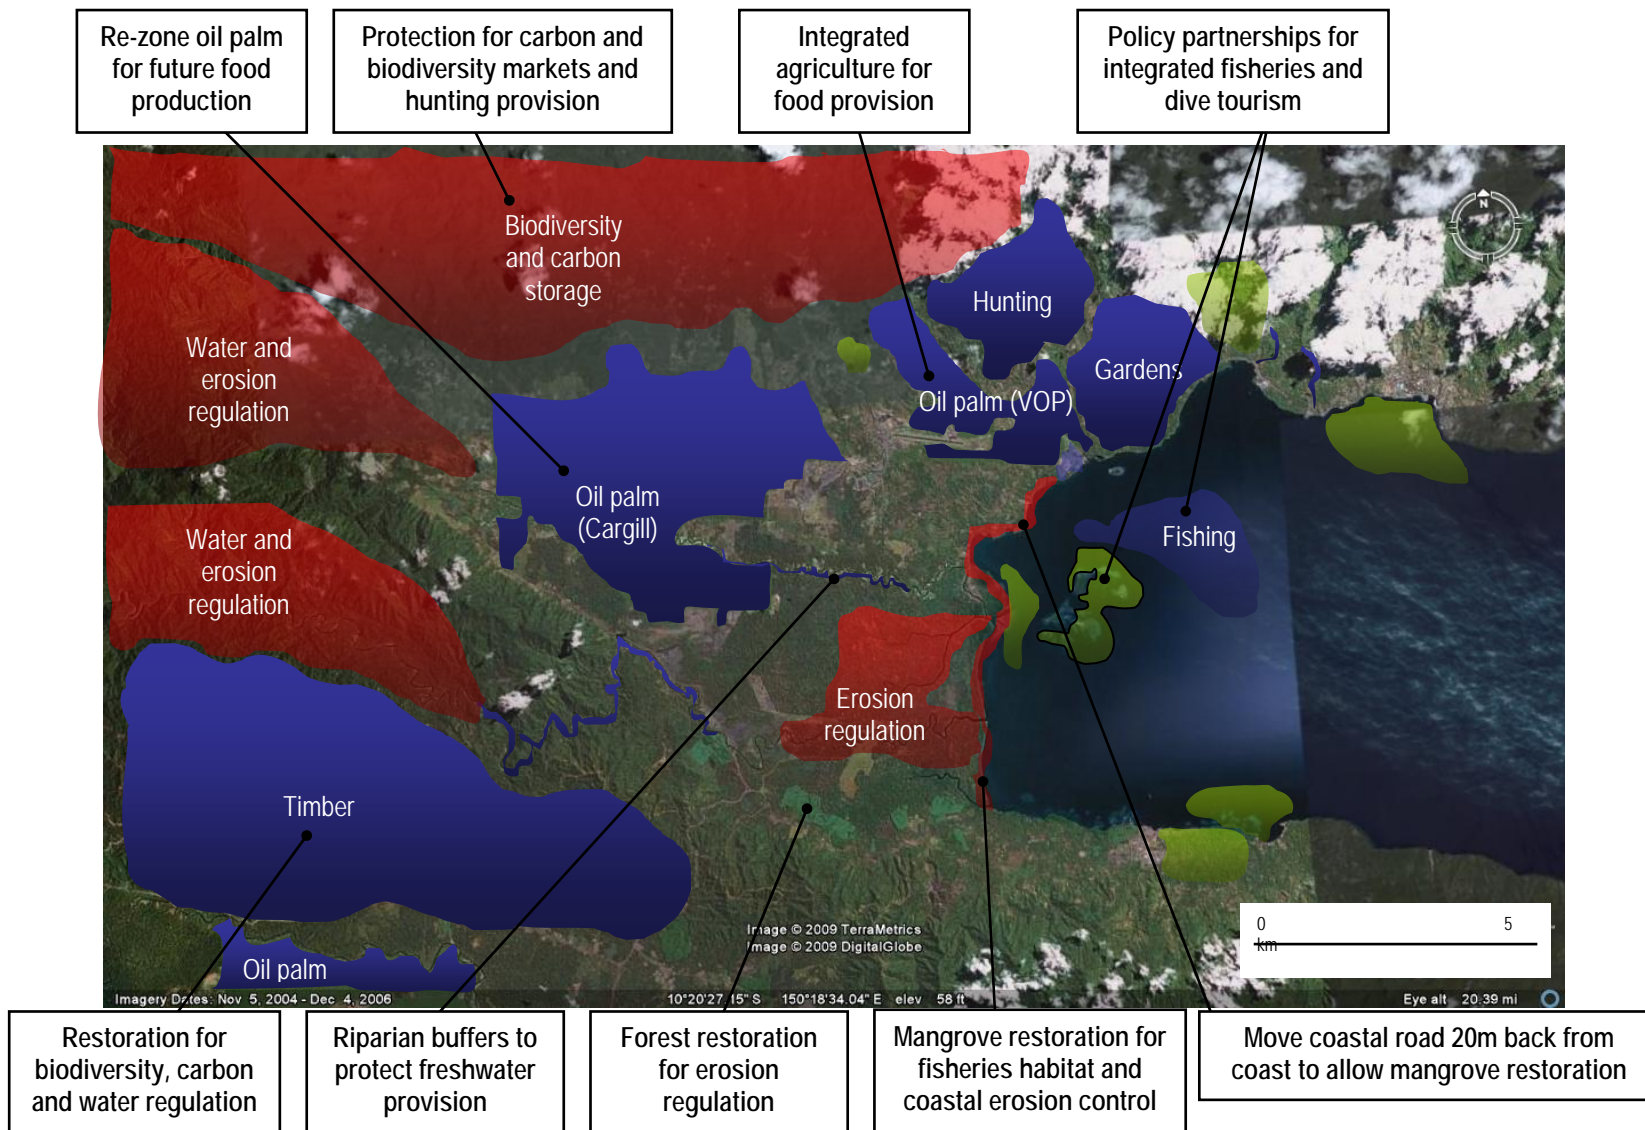 Re-zone oil palm
for future food
production
Protection for carbon and
biodiversity markets and
hunting provision
Integrated
agriculture for
food provision
Policy partnerships for
integrated fisheries and
dive tourism
N
Biodiversity
and carbon
storage
Hunting
Water and
erosion
regulation
Gardens
Oil palm (VOP)
Oil palm
(Cargill)
Fishing
Water and
erosion
regulation
Erosion
regulation
Timber
0 5
km
Image © 2009 TerraMetrics
Image © 2009 DigitalGlobe
Oil palm
Imagery Dates: Nov 5, 2004 - Dec 4, 2006
10°20'27.15" S 150°18'34.04" E elev 58 ft
Eye alt 20.39 mi
Restoration for
biodiversity, carbon
and water regulation
Riparian buffers to
protect freshwater
provision
Forest restoration
for erosion
regulation
Mangrove restoration for
fisheries habitat and
coastal erosion control
Move coastal road 20m back from
coast to allow mangrove restoration